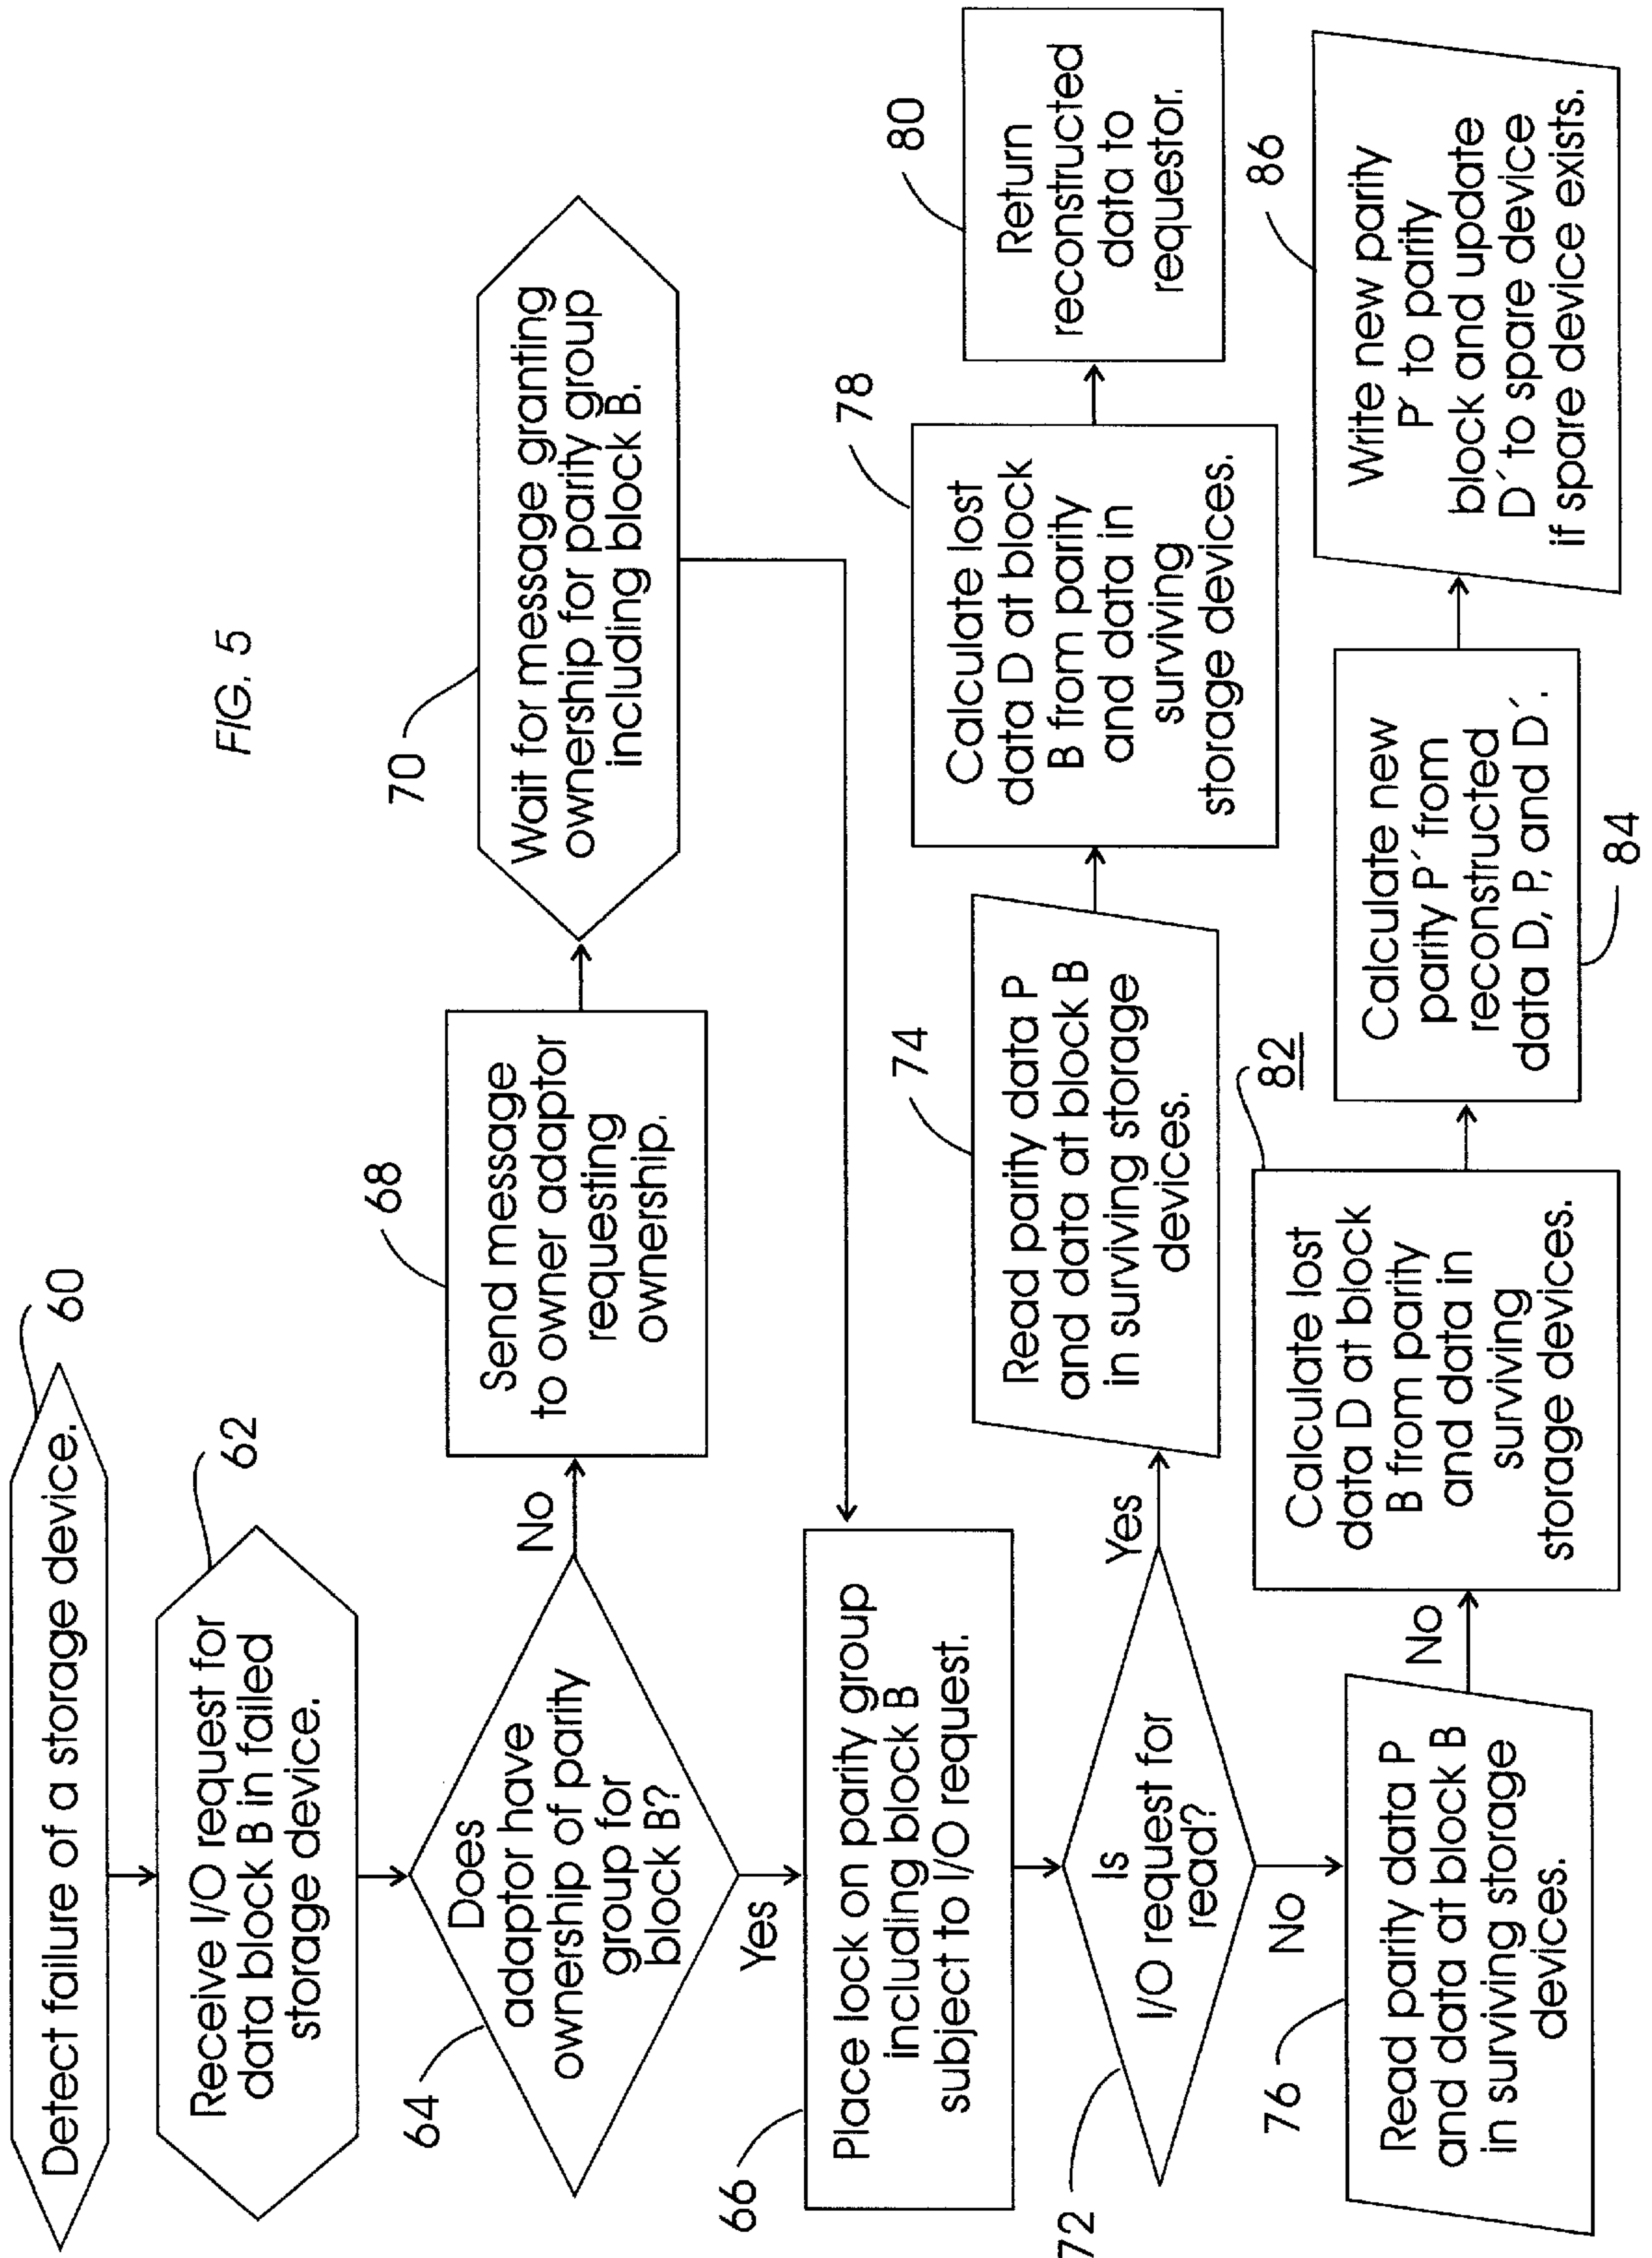 FIG. 5
60
Detect failure of a storage device.
62
Receive I/O request for
data block B in failed
storage device.
64
Does
adaptor have
ownership of parity
group for
block B?
No
Yes
68
Send message
to owner adaptor
requesting
ownership.
70
Wait for message granting
ownership for parity group
including block B.
66
Place lock on parity group
including block B
subject to I/O request.
72
Is
I/O request for
read?
Yes
No
74
Read parity data P
and data at block B
in surviving storage
devices.
78
Calculate lost
data D at block
B from parity
and data in
surviving
storage devices.
80
Return
reconstructed
data to
requestor.
76
Read parity data P
and data at block B
in surviving storage
devices.
No
82
Calculate lost
data D at block
B from parity
and data in
surviving
storage devices.
84
Calculate new
parity P´ from
reconstructed
data D, P, and D´.
86
Write new parity
P´ to parity
block and update
D´ to spare device
if spare device exists.